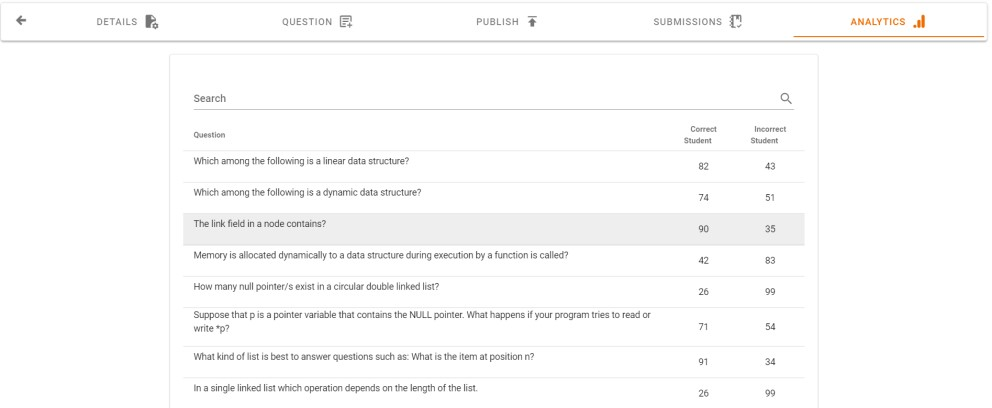 DETAILS QUESTION PUBLISH SUBMISSIONS ANALYTICS
Search
Question Correct Student Incorrect Student
Which among the following is a linear data structure? 82 43
Which among the following is a dynamic data structure? 74 51
The link field in a node contains? 90 35
Memory is allocated dynamically to a data structure during execution by a function is called? 42 83
How many null pointer/s exist in a circular double linked list? 26 99
Suppose that p is a pointer variable that contains the NULL pointer. What happens if your program tries to read or
write *p? 71 54
What kind of list is best to answer questions such as: What is the item at position n? 91 34
In a single linked list which operation depends on the length of the list. 26 99